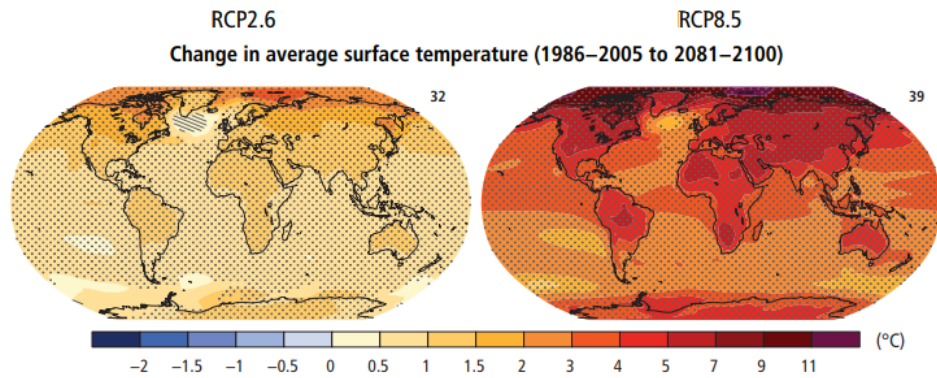 RCP2.6 RCP8.5
Change in average surface temperature (1986–2005 to 2081–2100)
32 39
(°C)
−2 −1.5 −1 −0.5 0 0.5 1 1.5 2 3 4 5 7 9 11